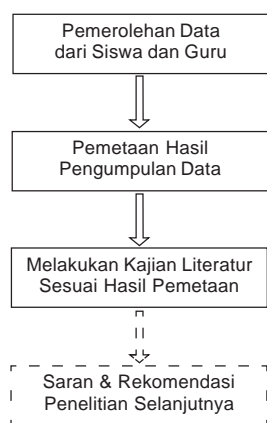 Pemerolehan Data
dari Siswa dan Guru
Pemetaan Hasil
Pengumpulan Data
Melakukan Kajian Literatur
Sesuai Hasil Pemetaan
Saran & Rekomendasi
Penelitian Selanjutnya